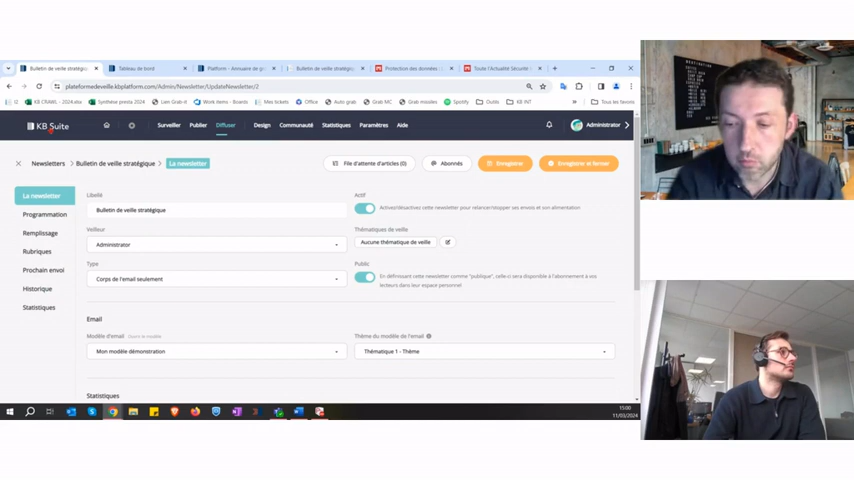 Bulletin de veille stratégiq
Tableau de bord
Platform - Annuaire de ge
Bulletin de veille stratégiq
Protection des données :
Toute l'Actualité Sécurité :
plateformedeveille.kbplatform.com/Admin/Newsletter/UpdateNewsletter/2
KB CRAWL - 2024.xlsa
Synthèse presta 2024
Lien Grab-it
Work items - Boards
Mes tickets
Office
Auto grab
Grab MC
Grab missiles
Spotify
Outils
KB INT
Tous les favoris
KB Suite
Surveiller
Publier
Diffuser
Design
Communauté
Statistiques
Paramètres
Aide
Administrator
Newsletters
Bulletin de veille stratégique
La newsletter
File d'attente d'articles (0)
Abonnés
Enregistrer
Enregistrer et fermer
La newsletter
Programmation
Remplissage
Rubriques
Prochain envoi
Historique
Statistiques
Libellé
Bulletin de veille stratégique
Veilleur
Administrator
Type
Corps de l'email seulement
Actif
Activez/désactivez cette newsletter pour relancer/stopper ses envois et son alimentation
Thématiques de veille
Aucune thématique de veille
Public
En définissant cette newsletter comme "publique", celle-ci sera disponible à l'abonnement à vos
lecteurs dans leur espace personnel
Email
Modèle d'email
Ouvrir le modèle
Mon modèle démonstration
Thème du modèle de l'email
Thématique 1 - Thème
Statistiques
15:00
11/03/2024
DESTINATION